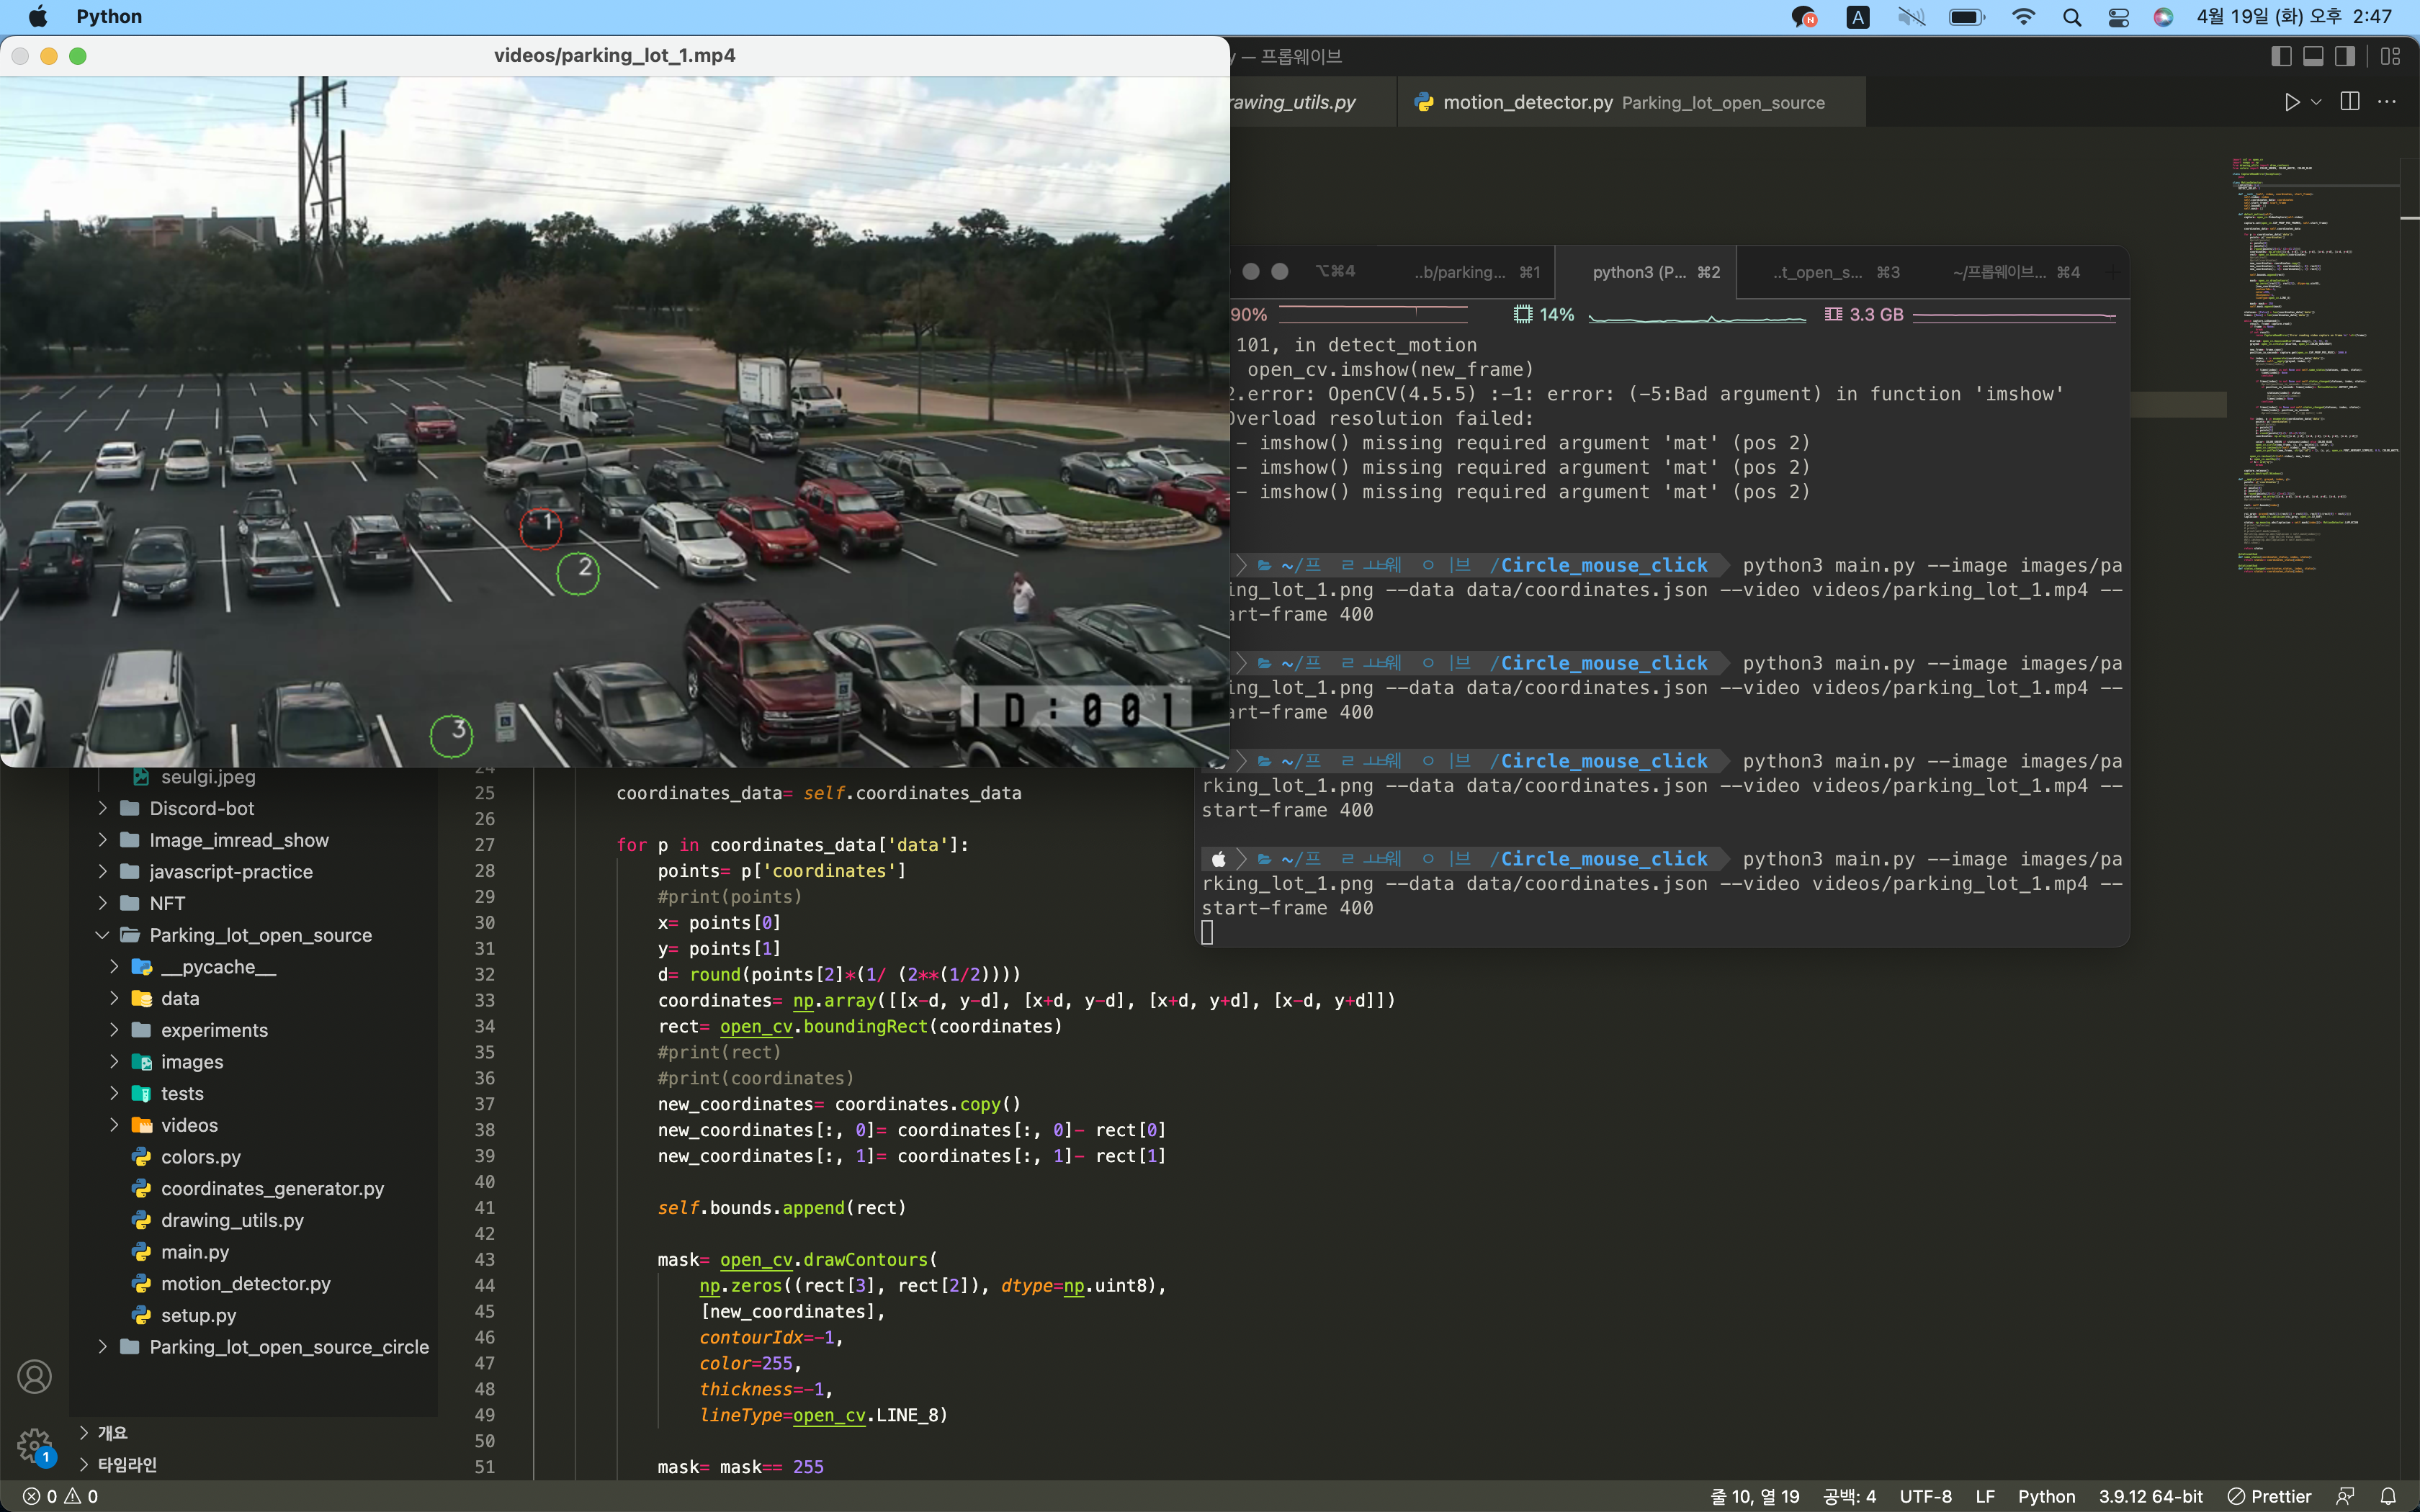 Python
A
4월 19일 (화) 오후 2:47
videos/parking_lot_1.mp4
y — 프롭웨이브
rawing_utils.py
motion_detector.py Parking_lot_open_source
1
2
3
ID:001
⌥⌘4
..b/parking... ⌘1
python3 (P... ⌘2
..t_open_s... ⌘3
~/프롭웨이브... ⌘4
90%
14%
3.3 GB
101, in detect_motion
open_cv.imshow(new_frame)
2.error: OpenCV(4.5.5) :-1: error: (-5:Bad argument) in function 'imshow'
Overload resolution failed:
- imshow() missing required argument 'mat' (pos 2)
- imshow() missing required argument 'mat' (pos 2)
- imshow() missing required argument 'mat' (pos 2)
/Circle_mouse_click python3 main.py --image images/pa
ing_lot_1.png --data data/coordinates.json --video videos/parking_lot_1.mp4 --
art-frame 400
/Circle_mouse_click python3 main.py --image images/pa
ing_lot_1.png --data data/coordinates.json --video videos/parking_lot_1.mp4 --
art-frame 400
/Circle_mouse_click python3 main.py --image images/pa
rking_lot_1.png --data data/coordinates.json --video videos/parking_lot_1.mp4 --
start-frame 400
/Circle_mouse_click python3 main.py --image images/pa
rking_lot_1.png --data data/coordinates.json --video videos/parking_lot_1.mp4 --
start-frame 400
seulgi.jpeg
Discord-bot
Image_imread_show
javascript-practice
NFT
Parking_lot_open_source
__pycache__
data
experiments
images
tests
videos
colors.py
coordinates_generator.py
drawing_utils.py
main.py
motion_detector.py
setup.py
Parking_lot_open_source_circle
개요
타임라인
24
25 coordinates_data= self.coordinates_data
26
27 for p in coordinates_data['data']:
28 points= p['coordinates']
29 #print(points)
30 x= points[0]
31 y= points[1]
32 d= round(points[2]*(1/ (2**(1/2))))
33 coordinates= np.array([[x-d, y-d], [x+d, y-d], [x+d, y+d], [x-d, y+d]])
34 rect= open_cv.boundingRect(coordinates)
35 #print(rect)
36 #print(coordinates)
37 new_coordinates= coordinates.copy()
38 new_coordinates[:, 0]= coordinates[:, 0]- rect[0]
39 new_coordinates[:, 1]= coordinates[:, 1]- rect[1]
40
41 self.bounds.append(rect)
42
43 mask= open_cv.drawContours(
44 np.zeros((rect[3], rect[2]), dtype=np.uint8),
45 [new_coordinates],
46 contourIdx=-1,
47 color=255,
48 thickness=-1,
49 lineType=open_cv.LINE_8)
50
51 mask= mask== 255
1
0 0
줄 10, 열 19
공백: 4
UTF-8
LF
Python
3.9.12 64-bit
Prettier